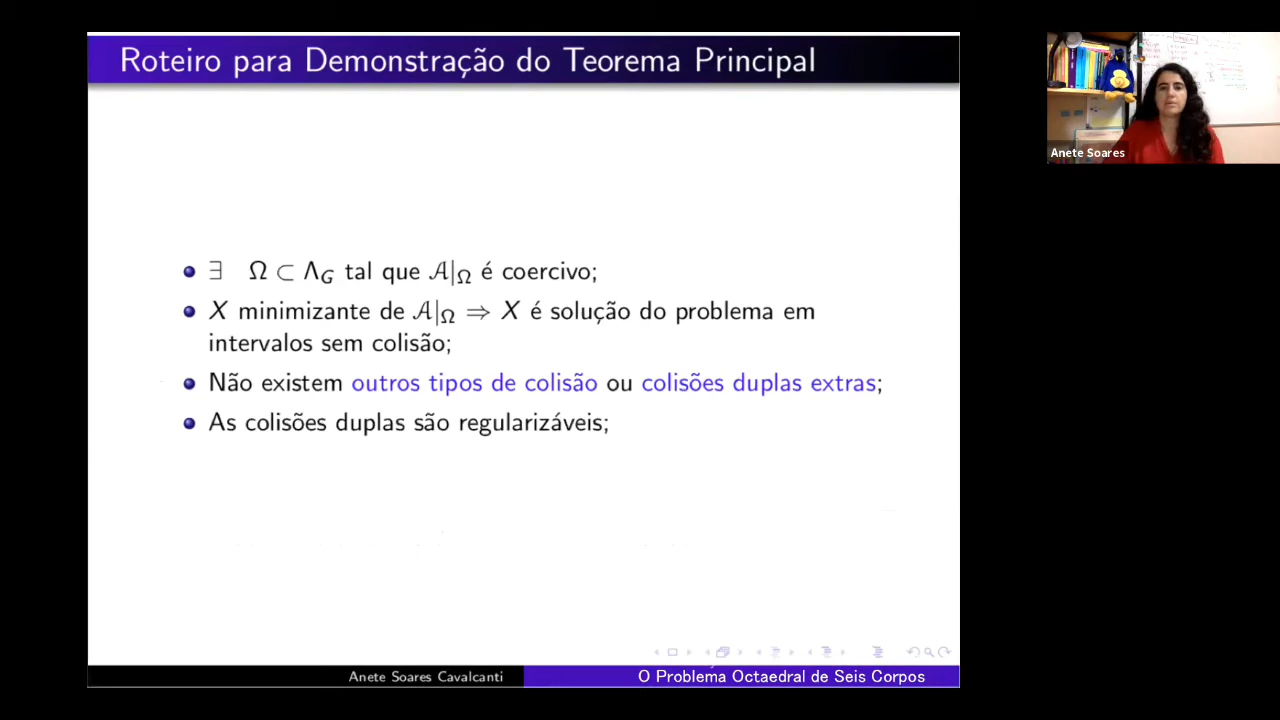 Roteiro para Demonstração do Teorema Principal
∃ Ω ⊂ Λ_G tal que 𝒜|_Ω é coercivo;
X minimizante de 𝒜|_Ω ⇒ X é solução do problema em
intervalos sem colisão;
Não existem outros tipos de colisão ou colisões duplas extras;
As colisões duplas são regularizáveis;
Anete Soares Cavalcanti
O Problema Octaedral de Seis Corpos
Anete Soares